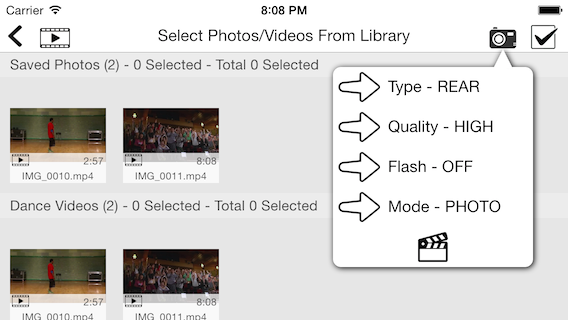 Carrier 8:08 PM
Select Photos/Videos From Library
Saved Photos (2) - 0 Selected - Total 0 Selected
Type - REAR
Quality - HIGH
Flash - OFF
Mode - PHOTO
2:57 8:08
IMG_0010.mp4 IMG_0011.mp4
Dance Videos (2) - 0 Selected - Total 0 Selected
2:57 8:08
IMG_0010.mp4 IMG_0011.mp4